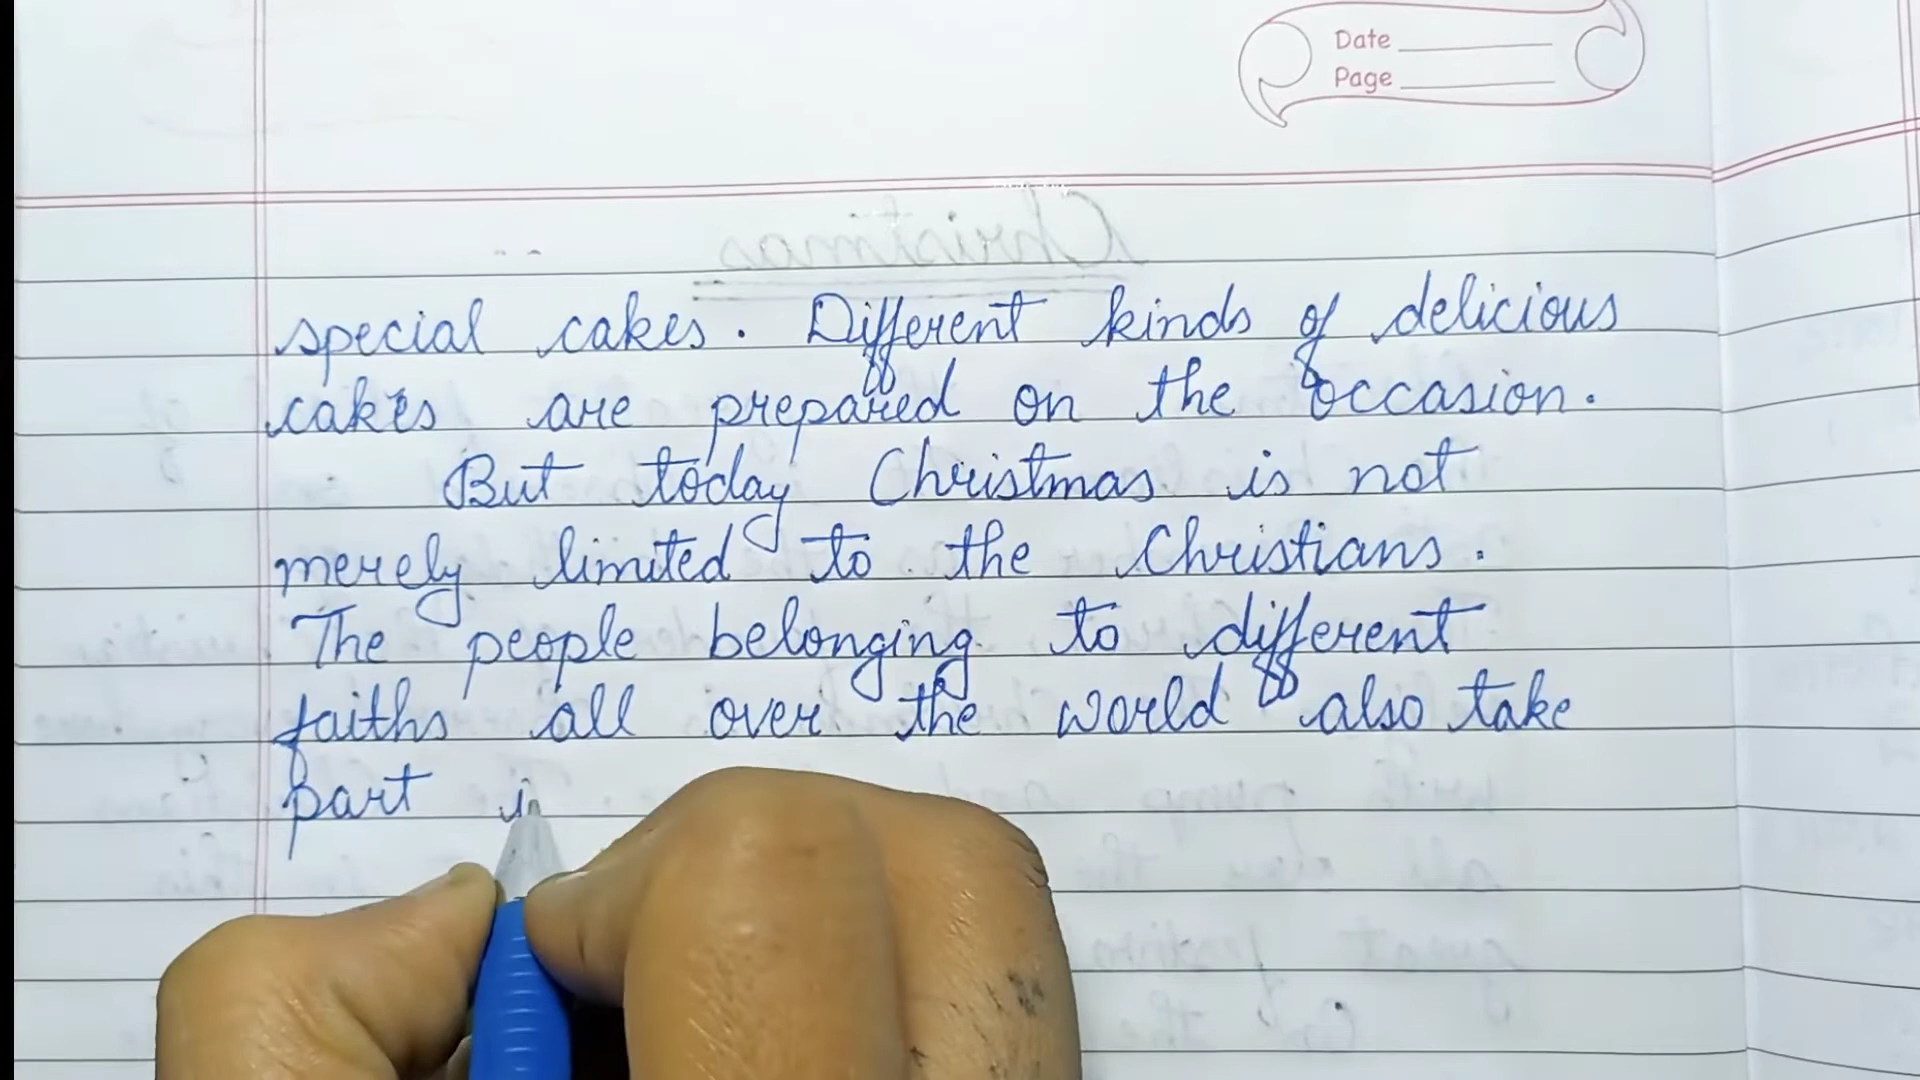 Date
Page
Christmas
special cakes. Different kinds of delicious
cakes are prepared on the occasion.
But today Christmas is not
merely limited to the Christians.
The people belonging to different
faiths all over the world also take
part i